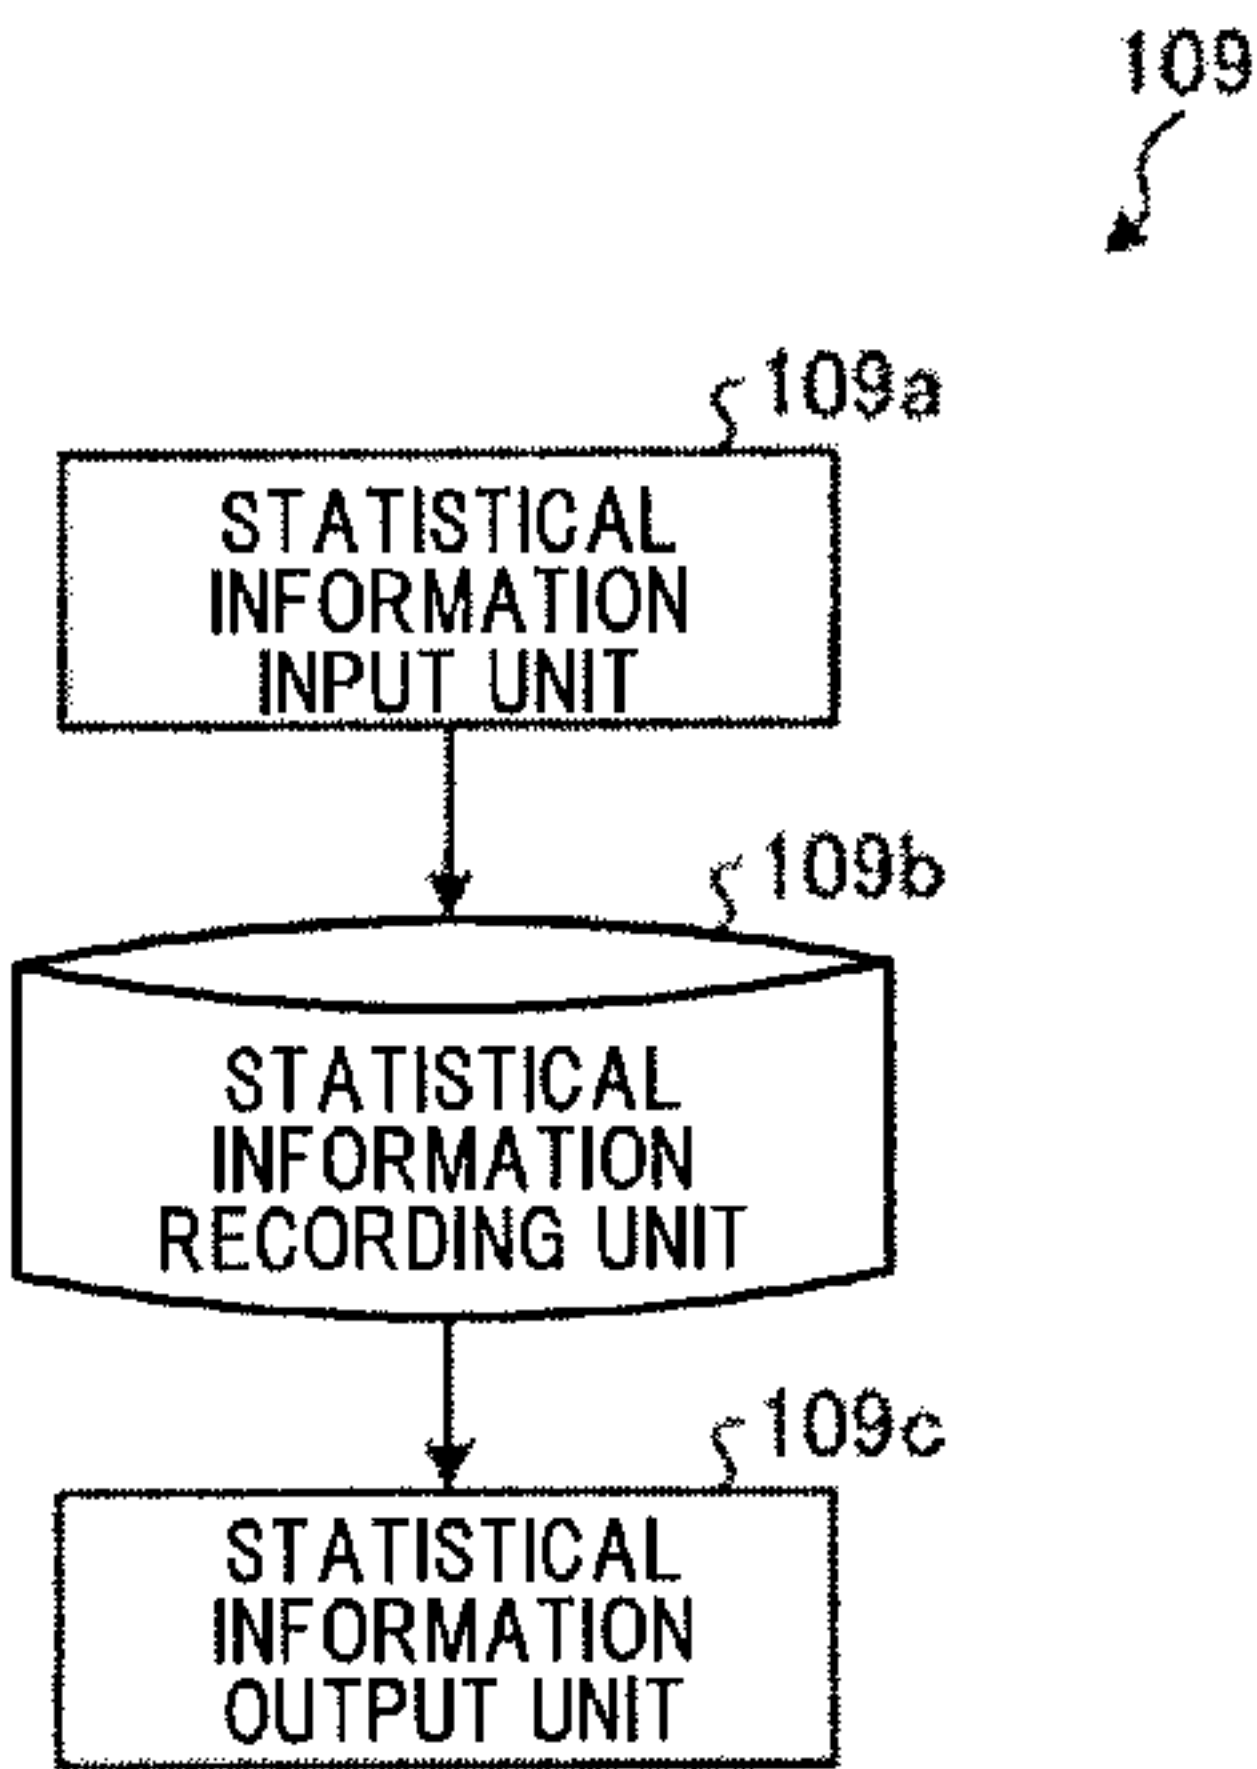 109
109a
STATISTICAL
INFORMATION
INPUT UNIT
109b
STATISTICAL
INFORMATION
RECORDING UNIT
109c
STATISTICAL
INFORMATION
OUTPUT UNIT